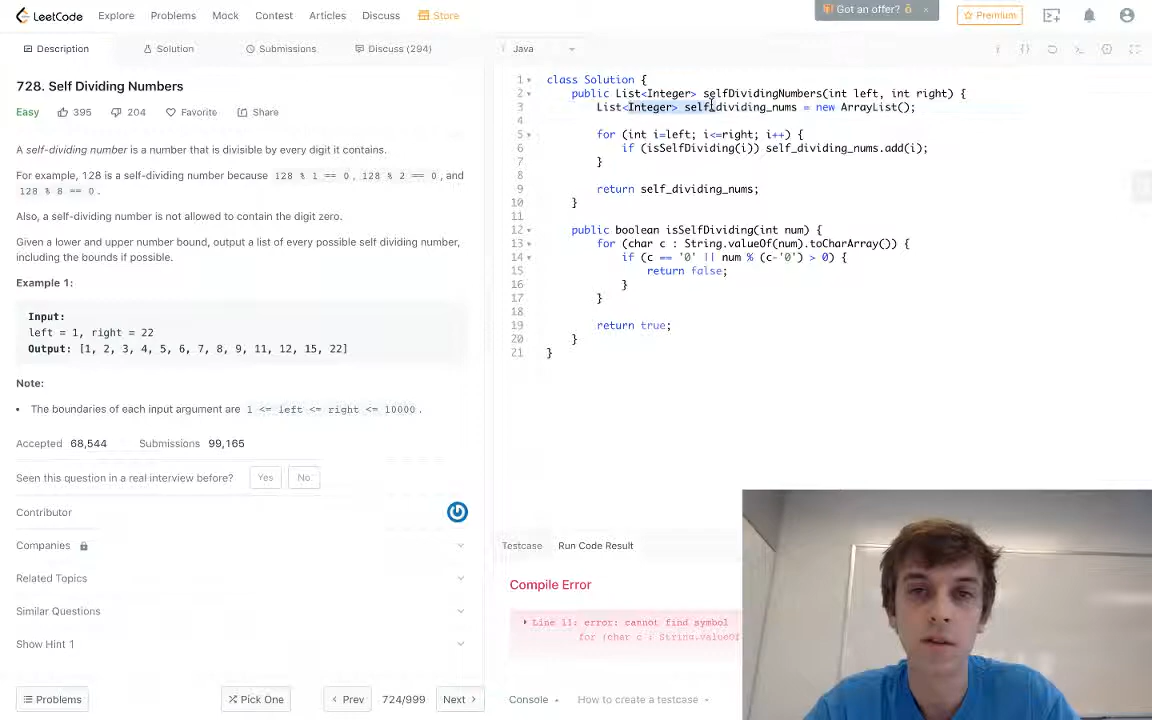 LeetCode Explore Problems Mock Contest Articles Discuss Store Got an offer? × Premium
Description Solution Submissions Discuss (294) Java
728. Self Dividing Numbers
Easy 395 204 Favorite Share
A self-dividing number is a number that is divisible by every digit it contains.
For example, 128 is a self-dividing number because 128 % 1 == 0, 128 % 2 == 0, and
128 % 8 == 0.
Also, a self-dividing number is not allowed to contain the digit zero.
Given a lower and upper number bound, output a list of every possible self dividing number,
including the bounds if possible.
Example 1:
Input:
left = 1, right = 22
Output: [1, 2, 3, 4, 5, 6, 7, 8, 9, 11, 12, 15, 22]
Note:
• The boundaries of each input argument are 1 <= left <= right <= 10000.
Accepted 68,544 Submissions 99,165
Seen this question in a real interview before? Yes No
Contributor
Companies
Related Topics
Similar Questions
Show Hint 1
Problems Pick One Prev 724/999 Next
1 class Solution {
2 public List<Integer> selfDividingNumbers(int left, int right) {
3 List<Integer> self_dividing_nums = new ArrayList();
4
5 for (int i=left; i<=right; i++) {
6 if (isSelfDividing(i)) self_dividing_nums.add(i);
7 }
8
9 return self_dividing_nums;
10 }
11
12 public boolean isSelfDividing(int num) {
13 for (char c : String.valueOf(num).toCharArray()) {
14 if (c == '0' || num % (c-'0') > 0) {
15 return false;
16 }
17 }
18
19 return true;
20 }
21 }
Testcase Run Code Result
Compile Error
Line 11: error: cannot find symbol
for (char c : String.valueOf
Console How to create a testcase